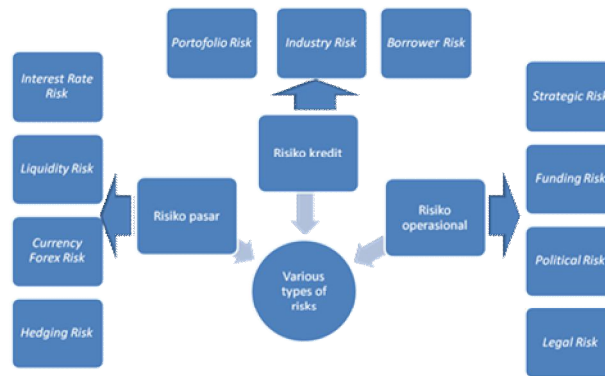 Portofolio Risk
Industry Risk
Borrower Risk
Interest Rate
Risk
Liquidity Risk
Currency
Forex Risk
Hedging Risk
Risiko kredit
Risiko pasar
Risiko
operasional
Various
types of
risks
Strategic Risk
Funding Risk
Political Risk
Legal Risk